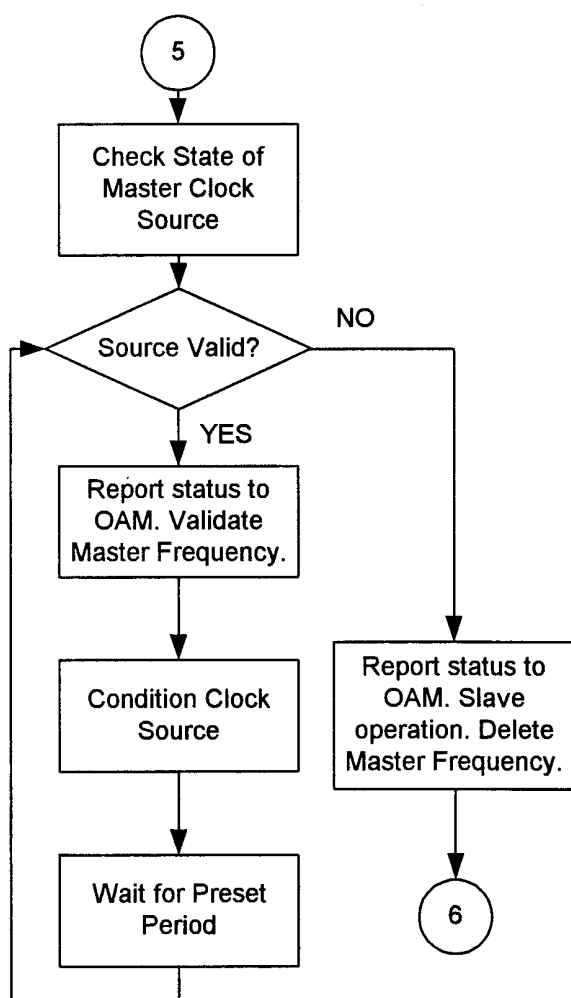 5
Check State of
Master Clock
Source
Source Valid?
NO
YES
Report status to
OAM. Validate
Master Frequency.
Condition Clock
Source
Report status to
OAM. Slave
operation. Delete
Master Frequency.
Wait for Preset
Period
6